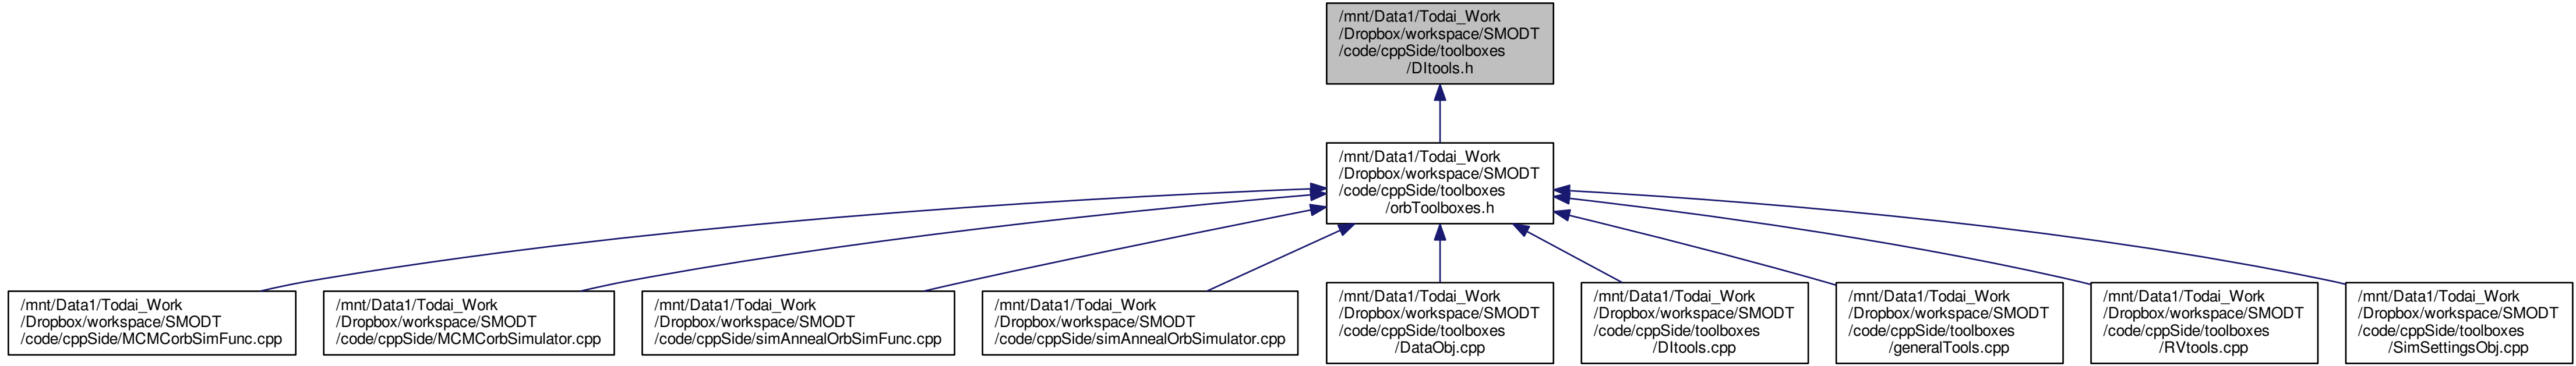 /mnt/Data1/Todai_Work
/Dropbox/workspace/SMODT
/code/cppSide/toolboxes
/DItools.h
/mnt/Data1/Todai_Work
/Dropbox/workspace/SMODT
/code/cppSide/toolboxes
/orbToolboxes.h
/mnt/Data1/Todai_Work
/Dropbox/workspace/SMODT
/code/cppSide/MCMCorbSimFunc.cpp
/mnt/Data1/Todai_Work
/Dropbox/workspace/SMODT
/code/cppSide/MCMCorbSimulator.cpp
/mnt/Data1/Todai_Work
/Dropbox/workspace/SMODT
/code/cppSide/simAnnealOrbSimFunc.cpp
/mnt/Data1/Todai_Work
/Dropbox/workspace/SMODT
/code/cppSide/simAnnealOrbSimulator.cpp
/mnt/Data1/Todai_Work
/Dropbox/workspace/SMODT
/code/cppSide/toolboxes
/DataObj.cpp
/mnt/Data1/Todai_Work
/Dropbox/workspace/SMODT
/code/cppSide/toolboxes
/DItools.cpp
/mnt/Data1/Todai_Work
/Dropbox/workspace/SMODT
/code/cppSide/toolboxes
/generalTools.cpp
/mnt/Data1/Todai_Work
/Dropbox/workspace/SMODT
/code/cppSide/toolboxes
/RVtools.cpp
/mnt/Data1/Todai_Work
/Dropbox/workspace/SMODT
/code/cppSide/toolboxes
/SimSettingsObj.cpp